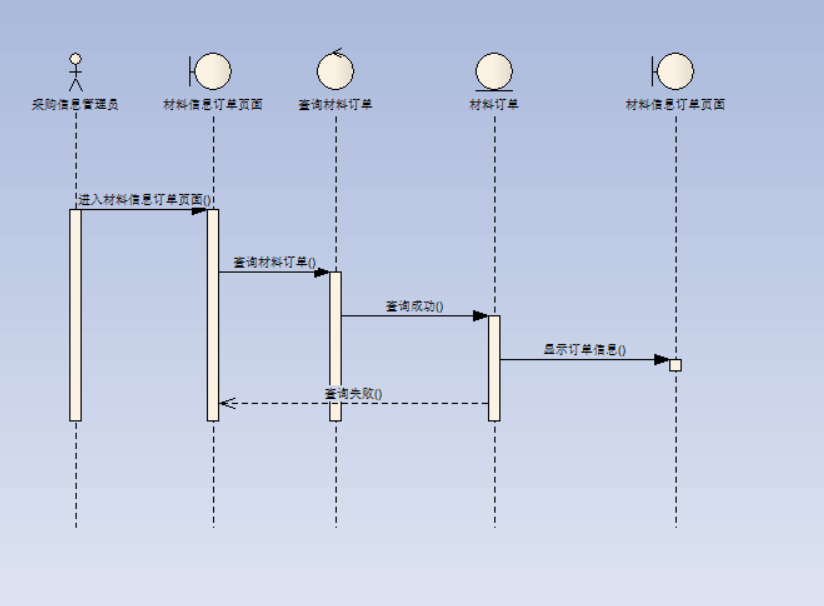 采购信息管理员
材料信息订单页面
查询材料订单
材料订单
材料信息订单页面
进入材料信息订单页面()
查询材料订单()
查询成功()
显示订单信息()
查询失败()